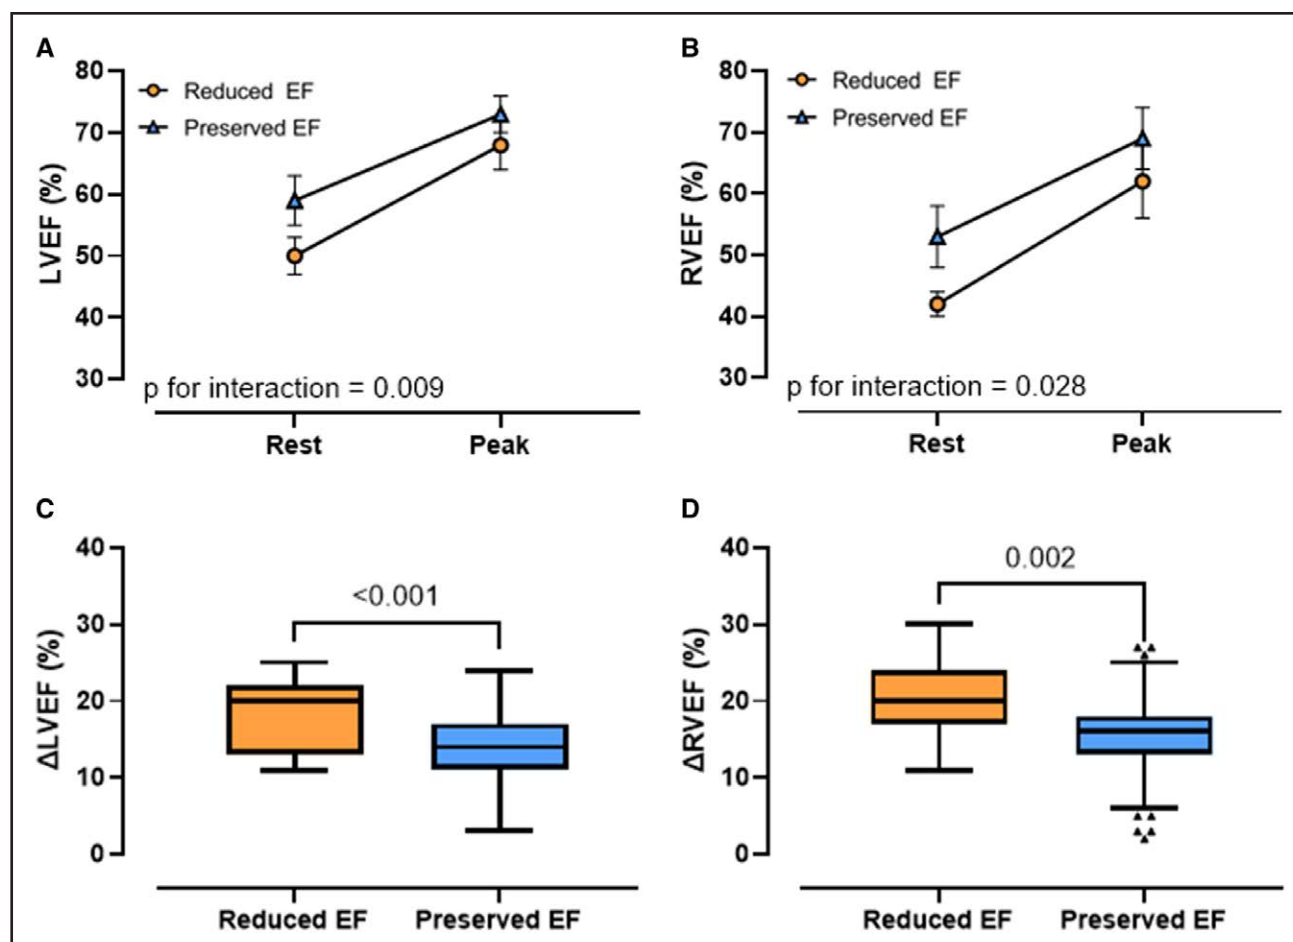 A
80
70
60
50
40
30
LVEF (%)
Reduced EF
Preserved EF
p for interaction = 0.009
Rest Peak
B
80
70
60
50
40
30
RVEF (%)
Reduced EF
Preserved EF
p for interaction = 0.028
Rest Peak
C
40
30
20
10
0
ΔLVEF (%)
<0.001
Reduced EF Preserved EF
D
40
30
20
10
0
ΔRVEF (%)
0.002
Reduced EF Preserved EF